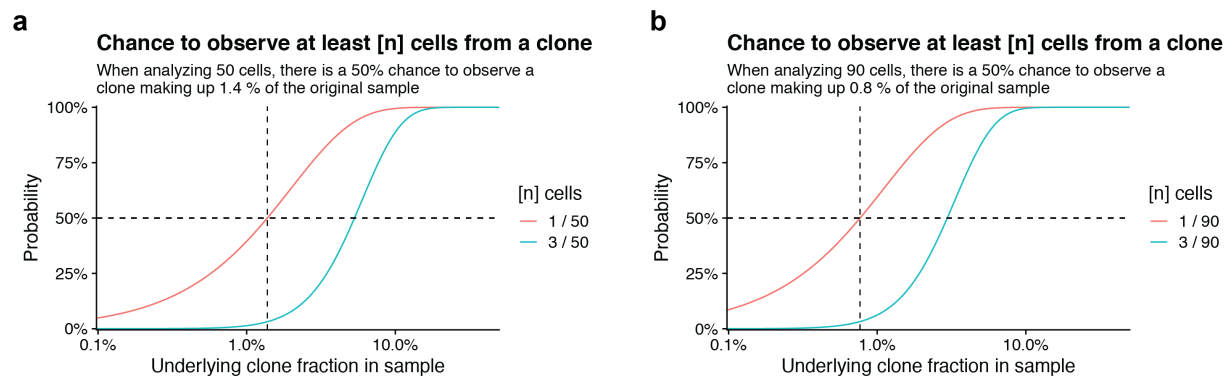 a
Chance to observe at least [n] cells from a clone
When analyzing 50 cells, there is a 50% chance to observe a
clone making up 1.4 % of the original sample
100%
75%
50%
25%
0%
Probability
0.1%
1.0%
10.0%
Underlying clone fraction in sample
[n] cells
1 / 50
3 / 50
b
Chance to observe at least [n] cells from a clone
When analyzing 90 cells, there is a 50% chance to observe a
clone making up 0.8 % of the original sample
100%
75%
50%
25%
0%
Probability
0.1%
1.0%
10.0%
Underlying clone fraction in sample
[n] cells
1 / 90
3 / 90